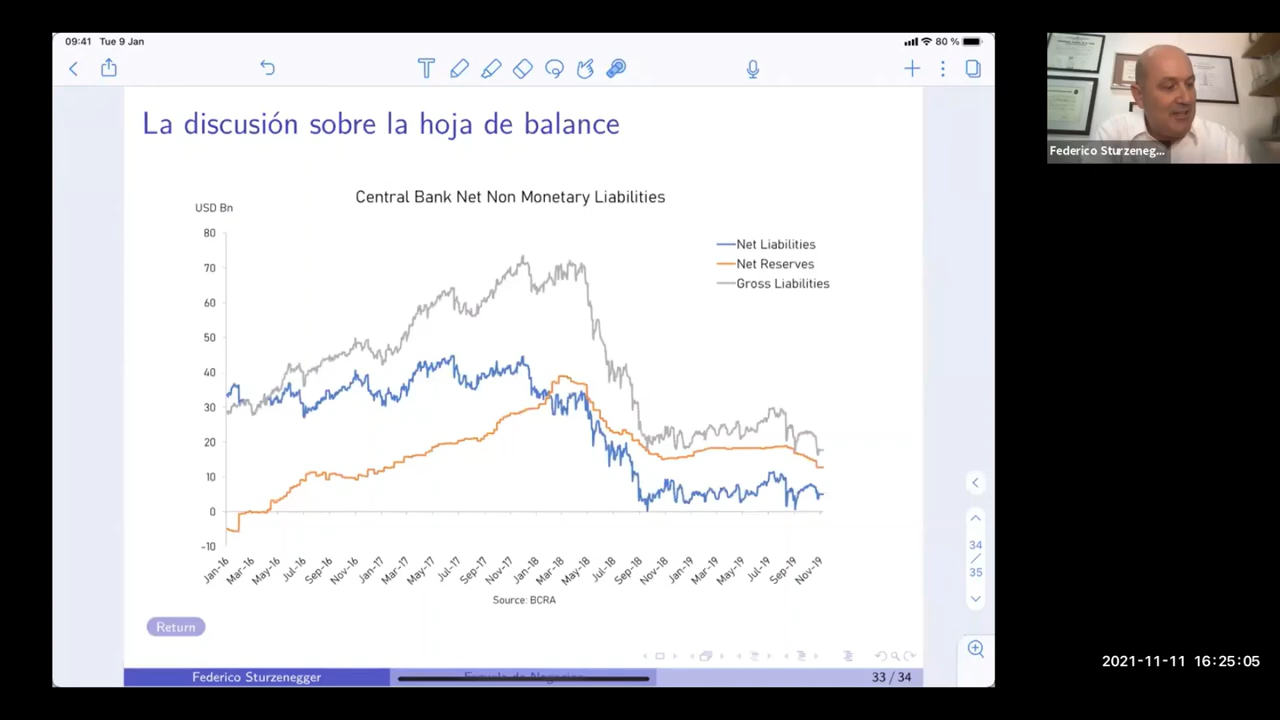 09:41 Tue 9 Jan
80 %
La discusión sobre la hoja de balance
Central Bank Net Non Monetary Liabilities
USD Bn
Net Liabilities
Net Reserves
Gross Liabilities
80
70
60
50
40
30
20
10
0
-10
Jan-16
Mar-16
May-16
Jul-16
Sep-16
Nov-16
Jan-17
Mar-17
May-17
Jul-17
Sep-17
Nov-17
Jan-18
Mar-18
May-18
Jul-18
Sep-18
Nov-18
Jan-19
Mar-19
May-19
Jul-19
Sep-19
Nov-19
Source: BCRA
Return
34
/
35
Federico Sturzenegger
Escuela de Negocios
33 / 34
Federico Sturzeneg...
2021-11-11 16:25:05